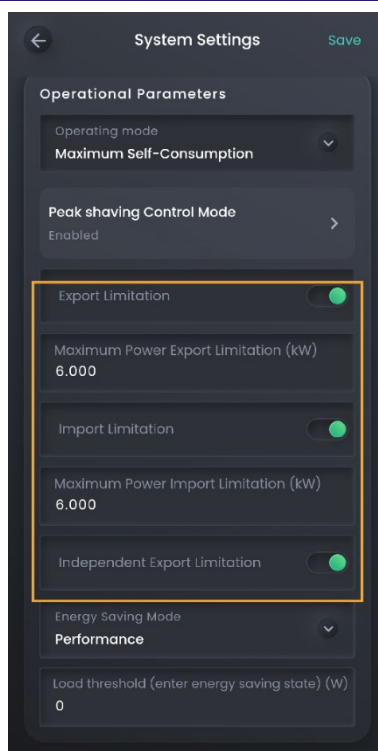 System Settings
Save
Operational Parameters
Operating mode
Maximum Self-Consumption
Peak shaving Control Mode
Enabled
Export Limitation
Maximum Power Export Limitation (kW)
6.000
Import Limitation
Maximum Power Import Limitation (kW)
6.000
Independent Export Limitation
Energy Saving Mode
Performance
Load threshold (enter energy saving state) (W)
0